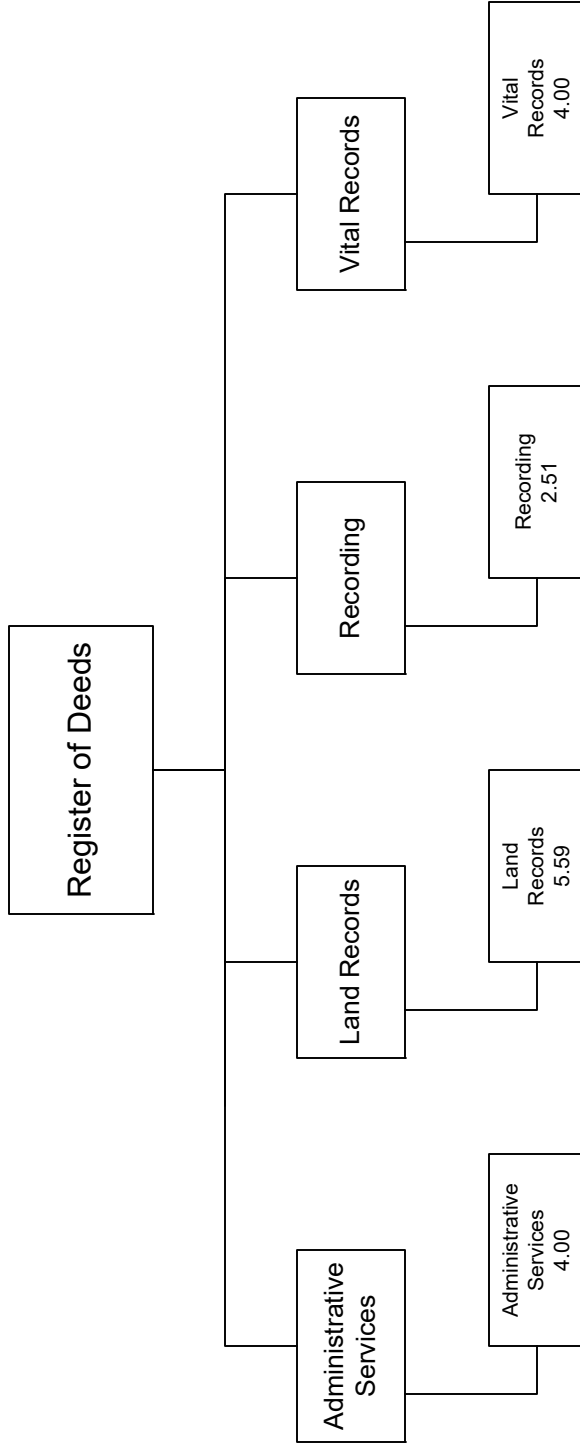 Register of Deeds
Administrative
Services
Land Records
Recording
Vital Records
Administrative
Services
4.00
Land
Records
5.59
Recording
2.51
Vital
Records
4.00